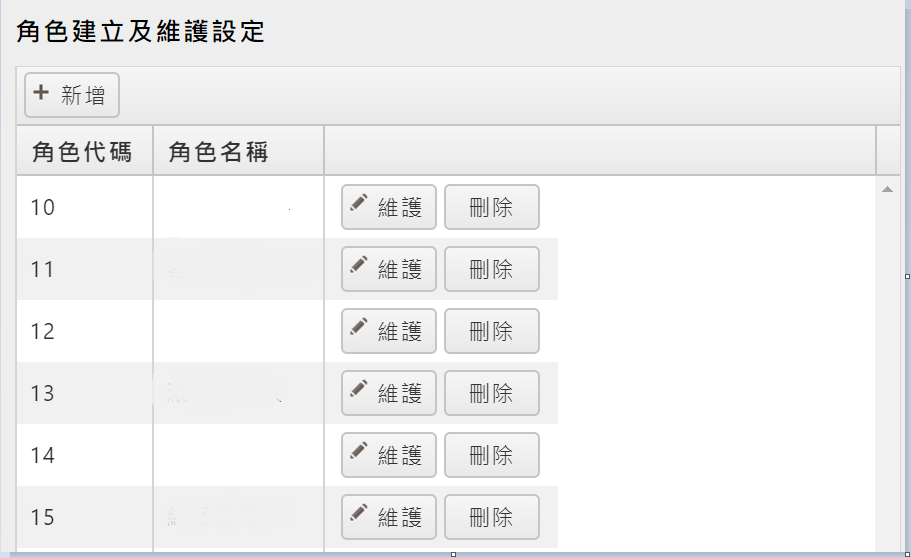 角色建立及維護設定
+ 新增
角色代碼 角色名稱
10 維護 刪除
11 維護 刪除
12 維護 刪除
13 維護 刪除
14 維護 刪除
15 維護 刪除